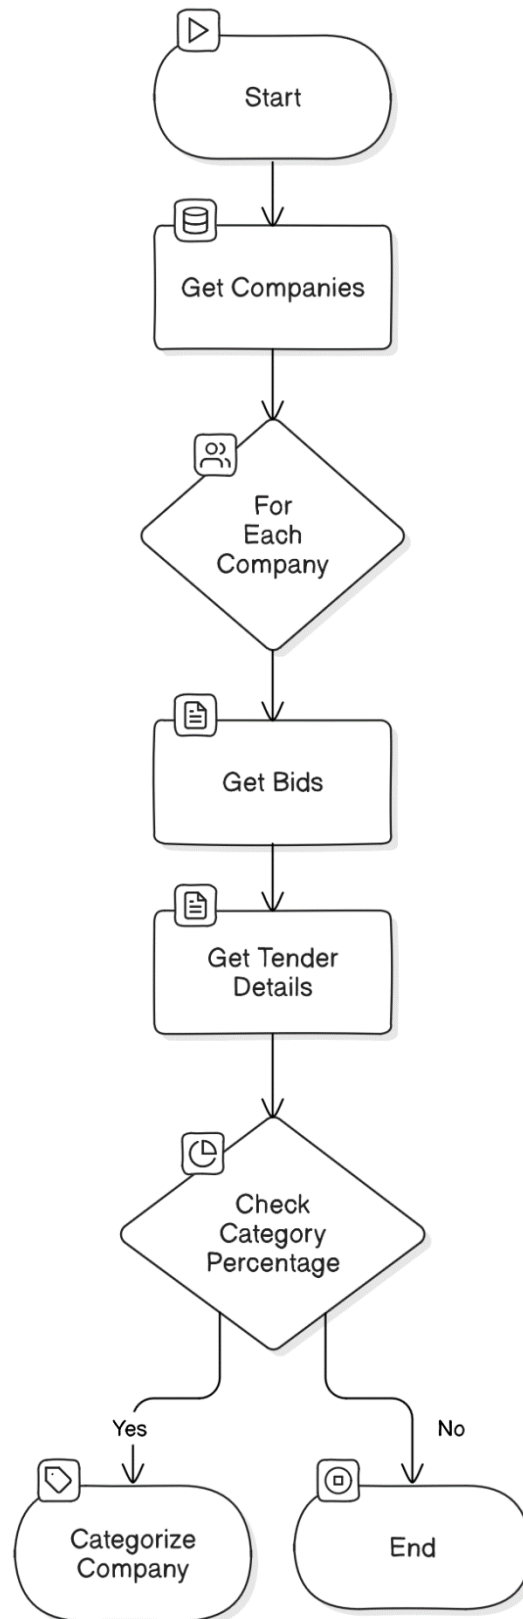 Start
Get Companies
For
Each
Company
Get Bids
Get Tender
Details
Check
Category
Percentage
Yes
No
Categorize
Company
End